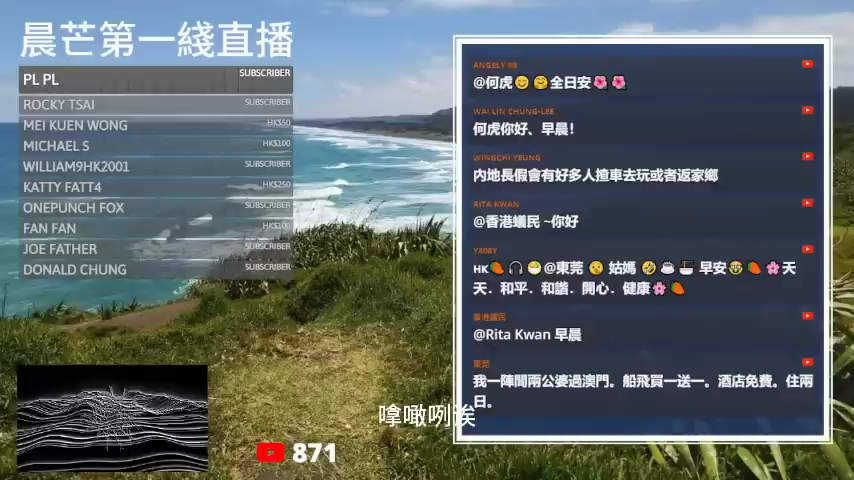 晨芒第一綫直播
PL PL SUBSCRIBER
ROCKY TSAI SUBSCRIBER
MEI KUEN WONG HK$50
MICHAEL S HK$100
WILLIAM9HK2001 SUBSCRIBER
KATTY FATT4 HK$250
ONEPUNCH FOX SUBSCRIBER
FAN FAN HK$100
JOE FATHER SUBSCRIBER
DONALD CHUNG SUBSCRIBER
871
ANGELY
@何虎😊🤗全日安🌺🌺
WAI LIN CHUNG-LEE
何虎你好、早晨！
WINGCHI YEUNG
內地長假會有好多人揸車去玩或者返家鄉
RITA KWAN
@香港蟻民 ~你好
HK🥭🎧😷@東莞 🤨 姑媽 🤣☕ 早安 🥭🌸天
天．和平．和諧．開心．健康🌸🥭
香港蟻民
@Rita Kwan 早晨
東莞
我一陣間兩公婆過澳門。船飛買一送一。酒店免費。住兩
日。
嗱噉咧诶